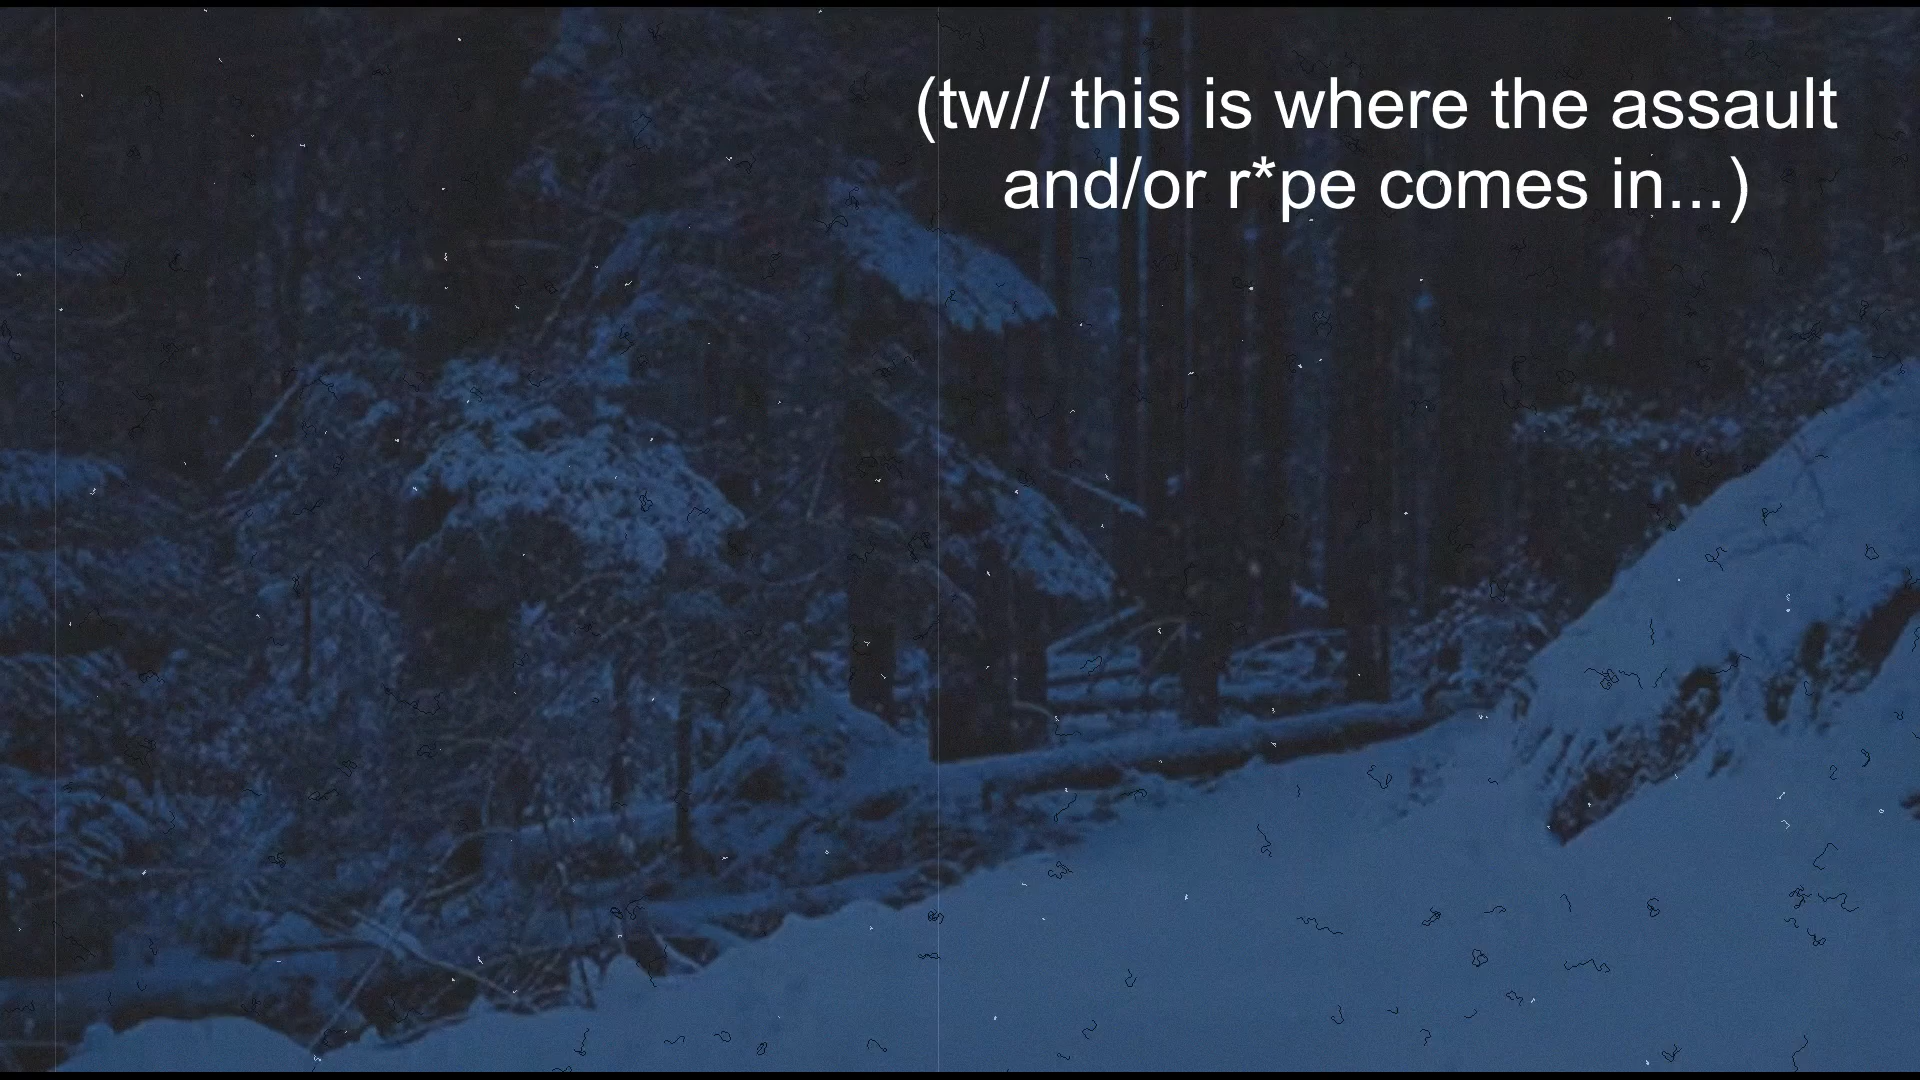 (tw// this is where the assault
and/or r*pe comes in...)